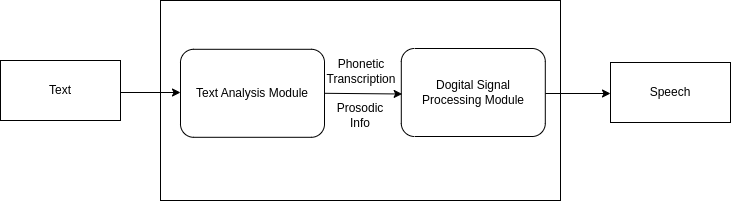 Text
Text Analysis Module
Phonetic
Transcription
Prosodic
Info
Dogital Signal
Processing Module
Speech